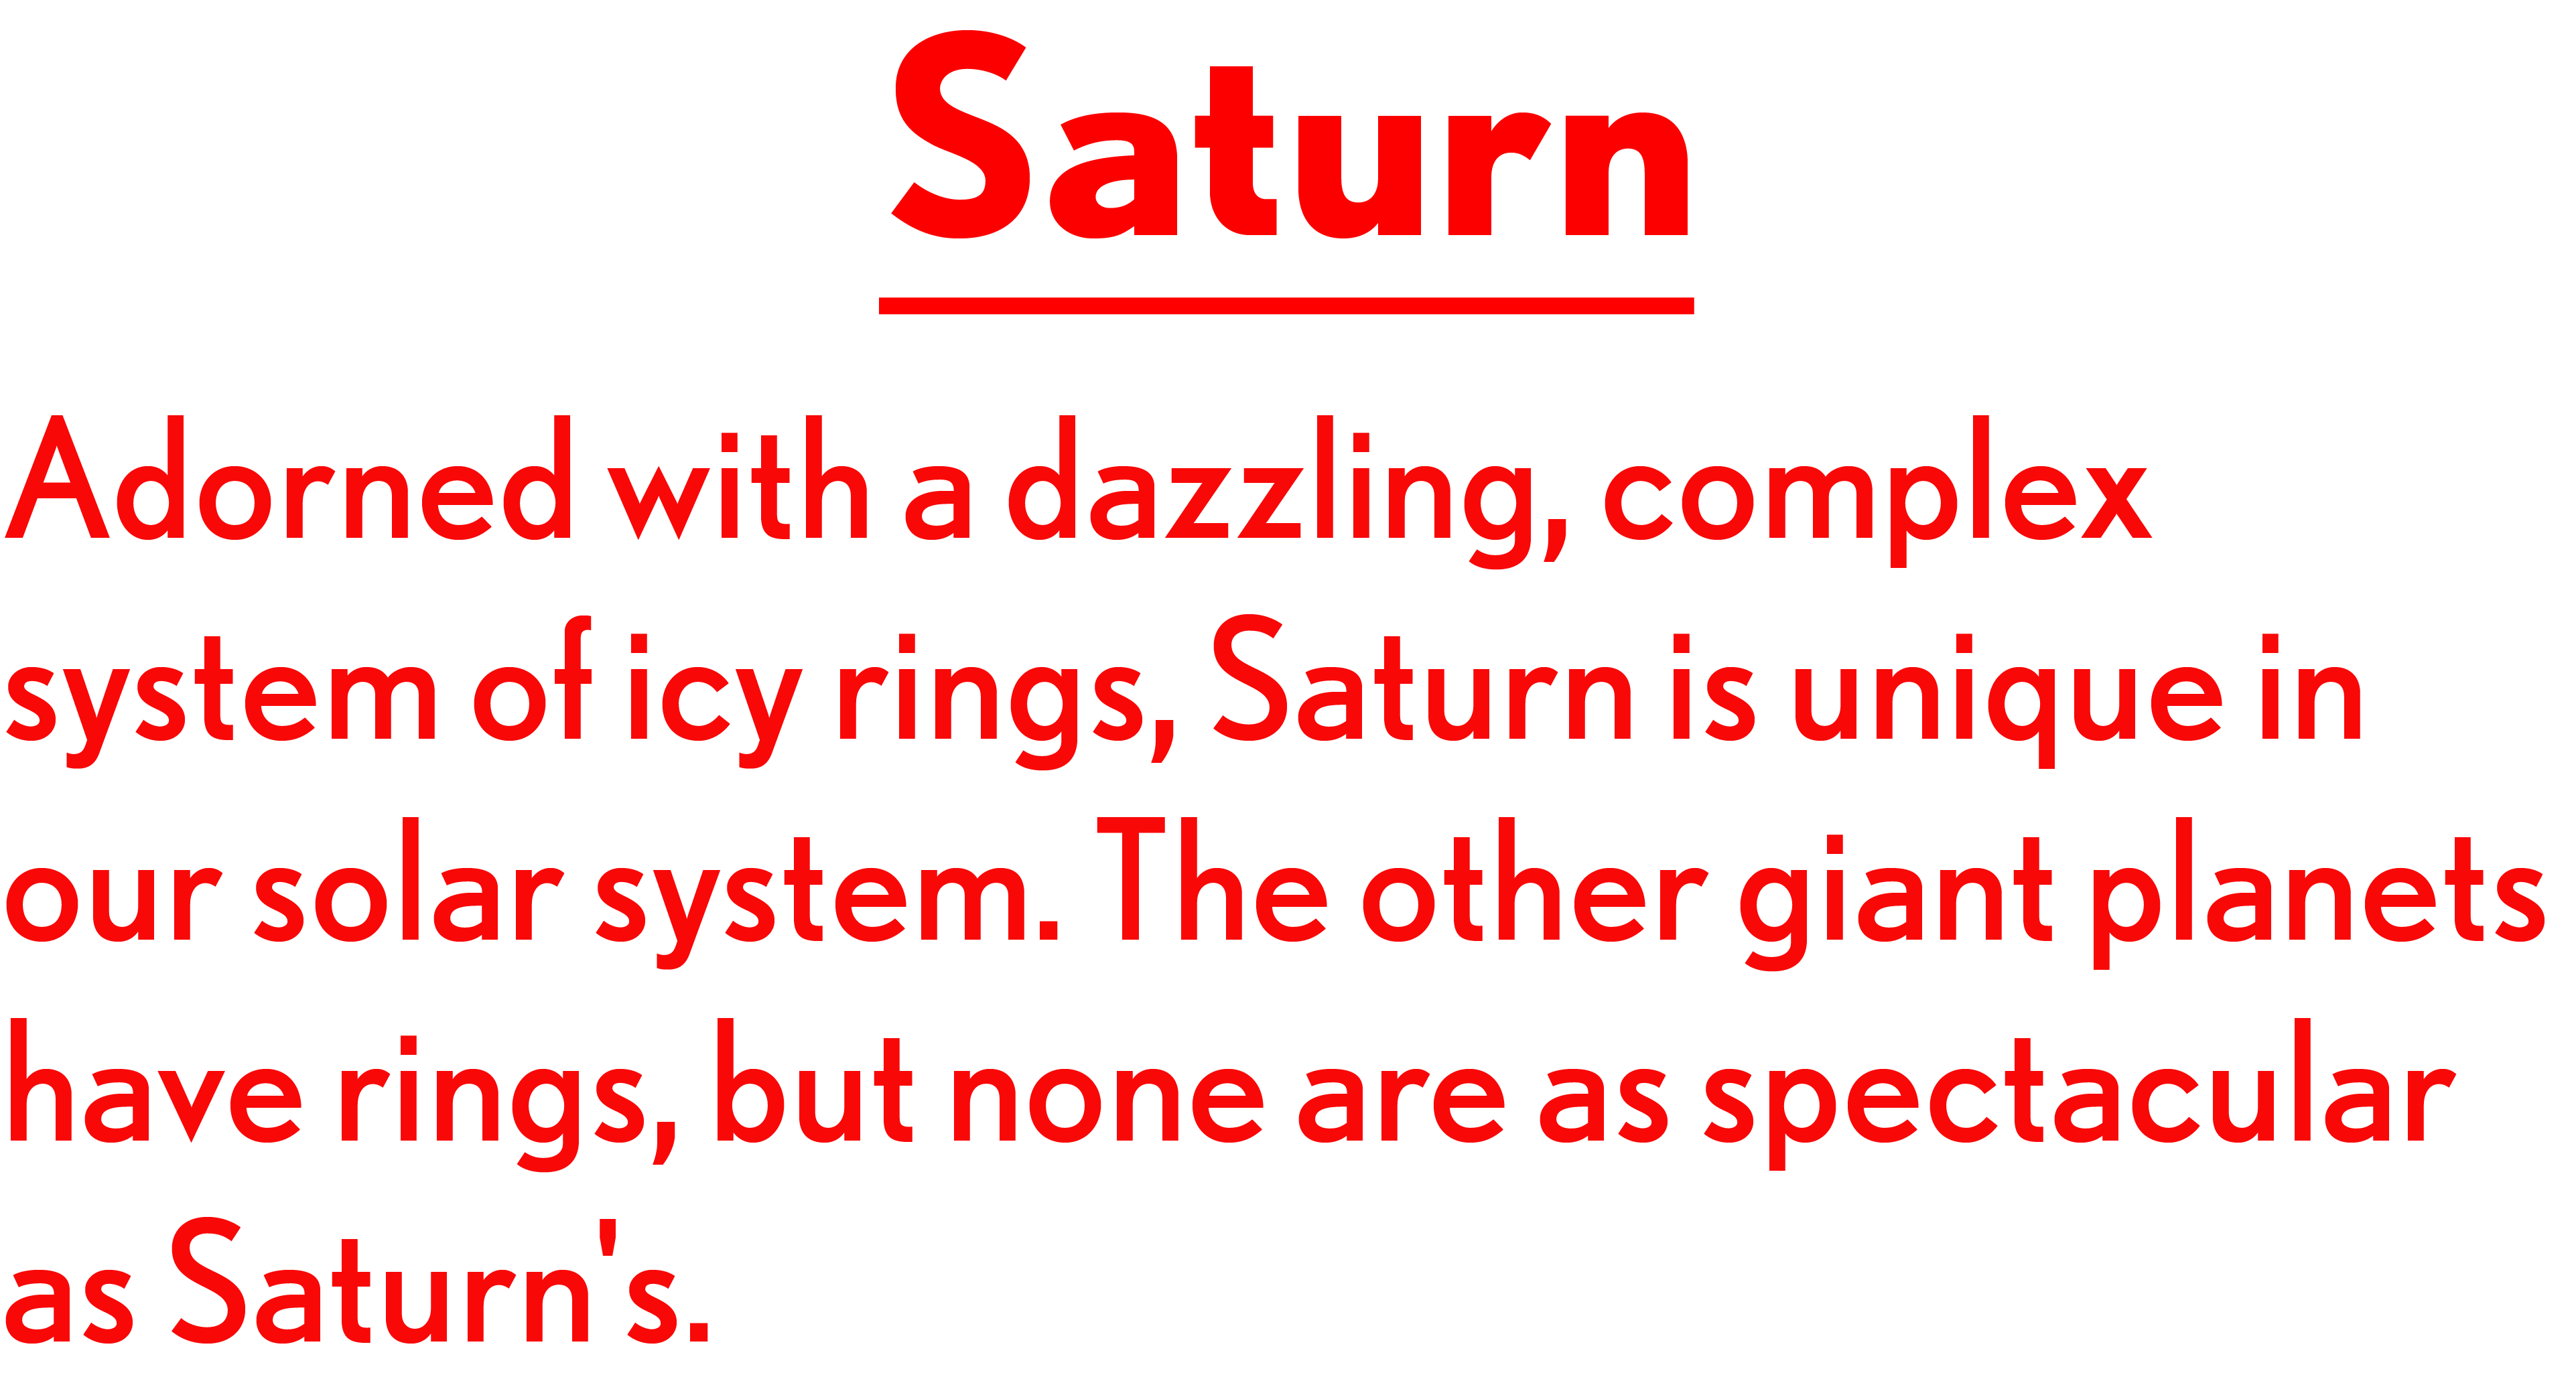 Saturn
Adorned with a dazzling, complex
system of icy rings, Saturn is unique in
our solar system. The other giant planets
have rings, but none are as spectacular
as Saturn's.